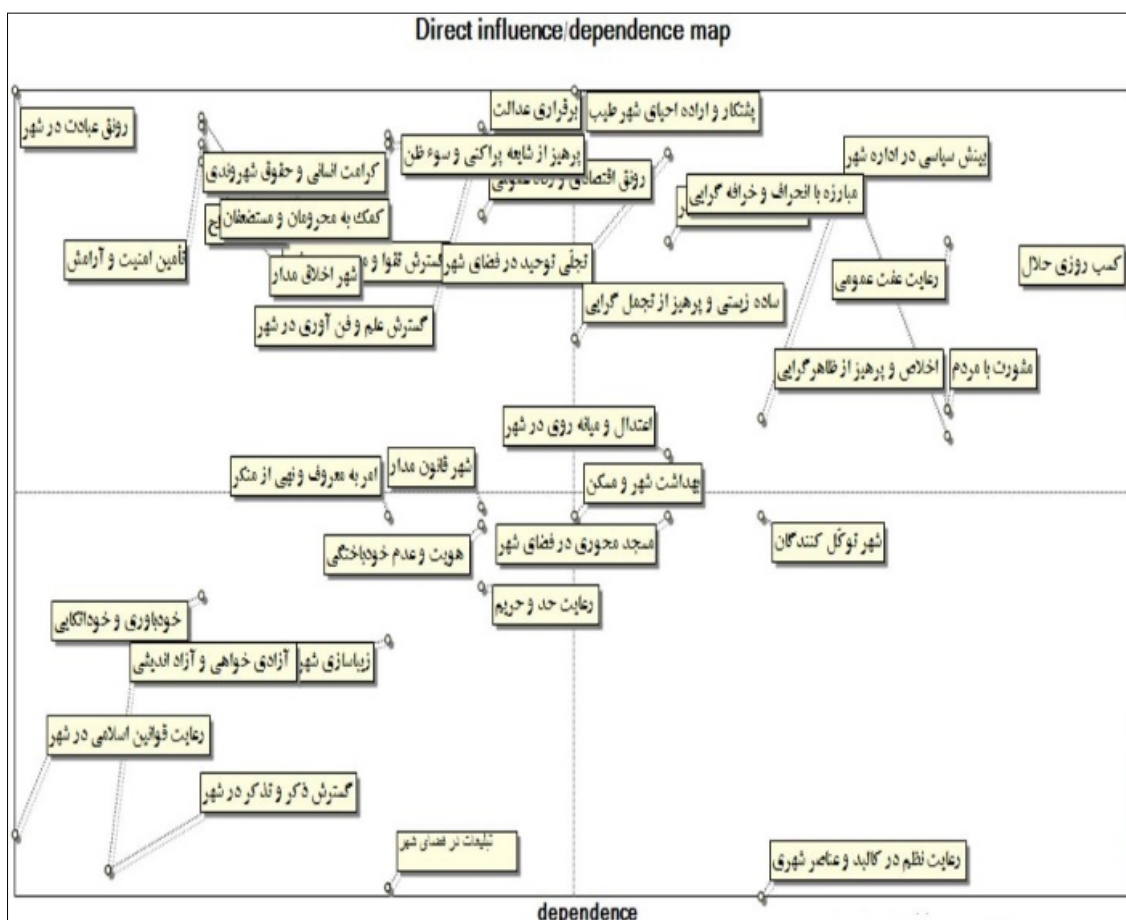 Direct influence/dependence map
برقراری عدالت
پشتکار و اراده احیای شهر طیب
رونق عبادت در شهر
پرهیز از شایعه پراکنی و سوء ظن
بینش سیاسی در اداره شهر
کرامت انسانی و حقوق شهروندی
رونق اقتصادی و رفاه عمومی
مبارزه با انحراف و خرافه گرایی
کمک به محرومان و مستضعفان
تأمین امنیت و آرامش
شهر اخلاق مدار
گسترش تقوا و
تجلّی توحید در فضای شهر
رعایت عفت عمومی
کسب روزی حلال
ساده زیستی و پرهیز از تجمل گرایی
گسترش علم و فن آوری در شهر
اخلاص و پرهیز از ظاهرگرایی
مشورت با مردم
اعتدال و میانه روی در شهر
شهر قانون مدار
امر به معروف و نهی از منکر
بهداشت شهر و مسکن
هویت و عدم خودباختگی
مسجد محوری در فضای شهر
شهر توکّل کنندگان
رعایت حد و حریم
خودباوری و خوداتکایی
آزادی خواهی و آزاد اندیشی
زیباسازی شهر
رعایت قوانین اسلامی در شهر
گسترش ذکر و تذکر در شهر
تبلیغات در فضای شهر
رعایت نظم در کالبد و عناصر شهری
dependence